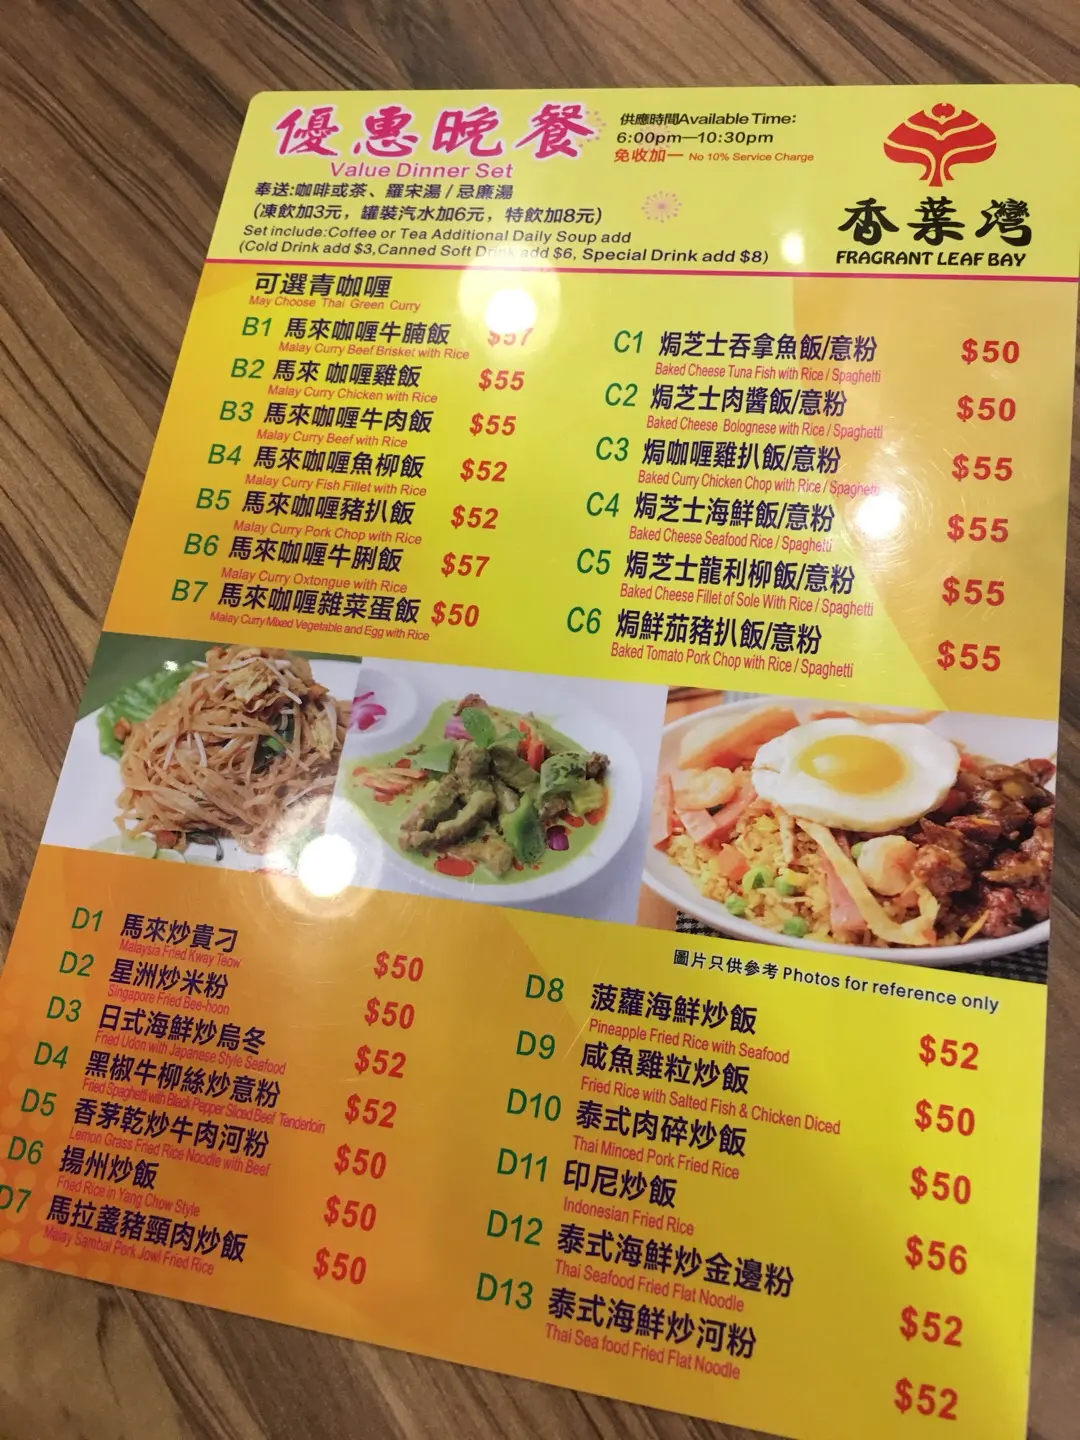 優惠晚餐
Value Dinner Set
供應時間Available Time:
6:00pm—10:30pm
免收加一 No 10% Service Charge
香葉灣
FRAGRANT LEAF BAY
奉送:咖啡或茶、羅宋湯 / 忌廉湯
(凍飲加3元，罐裝汽水加6元，特飲加8元)
Set include:Coffee or Tea Additional Daily Soup add
(Cold Drink add $3,Canned Soft Drink add $6, Special Drink add $8)
可選青咖喱
May Choose Thai Green Curry
B1 馬來咖喱牛腩飯 $57
Malay Curry Beef Brisket with Rice
B2 馬來 咖喱雞飯 $55
Malay Curry Chicken with Rice
B3 馬來咖喱牛肉飯 $55
Malay Curry Beef with Rice
B4 馬來咖喱魚柳飯 $52
Malay Curry Fish Fillet with Rice
B5 馬來咖喱豬扒飯 $52
Malay Curry Pork Chop with Rice
B6 馬來咖喱牛脷飯 $57
Malay Curry Oxtongue with Rice
B7 馬來咖喱雜菜蛋飯 $50
Malay Curry Mixed Vegetable and Egg with Rice
C1 焗芝士吞拿魚飯/意粉 $50
Baked Cheese Tuna Fish with Rice / Spaghetti
C2 焗芝士肉醬飯/意粉 $50
Baked Cheese Bolognese with Rice / Spaghetti
C3 焗咖喱雞扒飯/意粉 $55
Baked Curry Chicken Chop with Rice / Spaghetti
C4 焗芝士海鮮飯/意粉 $55
Baked Cheese Seafood Rice / Spaghetti
C5 焗芝士龍利柳飯/意粉 $55
Baked Cheese Fillet of Sole With Rice / Spaghetti
C6 焗鮮茄豬扒飯/意粉 $55
Baked Tomato Pork Chop with Rice / Spaghetti
圖片只供參考 Photos for reference only
D1 馬來炒貴刁 $50
Malaysia Fried Kway Teow
D2 星洲炒米粉 $50
Singapore Fried Bee-hoon
D3 日式海鮮炒烏冬 $52
Fried Udon with Japanese Style Seafood
D4 黑椒牛柳絲炒意粉 $52
Fried Spaghetti with Black Pepper Sliced Beef Tenderloin
D5 香茅乾炒牛肉河粉 $50
Lemon Grass Fried Rice Noodle with Beef
D6 揚州炒飯 $50
Fried Rice in Yang Chow Style
D7 馬拉盞豬頸肉炒飯 $50
Malay Sambal Pork Jowl Fried Rice
D8 菠蘿海鮮炒飯 $52
Pineapple Fried Rice with Seafood
D9 咸魚雞粒炒飯 $50
Fried Rice with Salted Fish & Chicken Diced
D10 泰式肉碎炒飯 $50
Thai Minced Pork Fried Rice
D11 印尼炒飯 $56
Indonesian Fried Rice
D12 泰式海鮮炒金邊粉 $52
Thai Seafood Fried Flat Noodle
D13 泰式海鮮炒河粉 $52
Thai Sea food Fried Flat Noodle